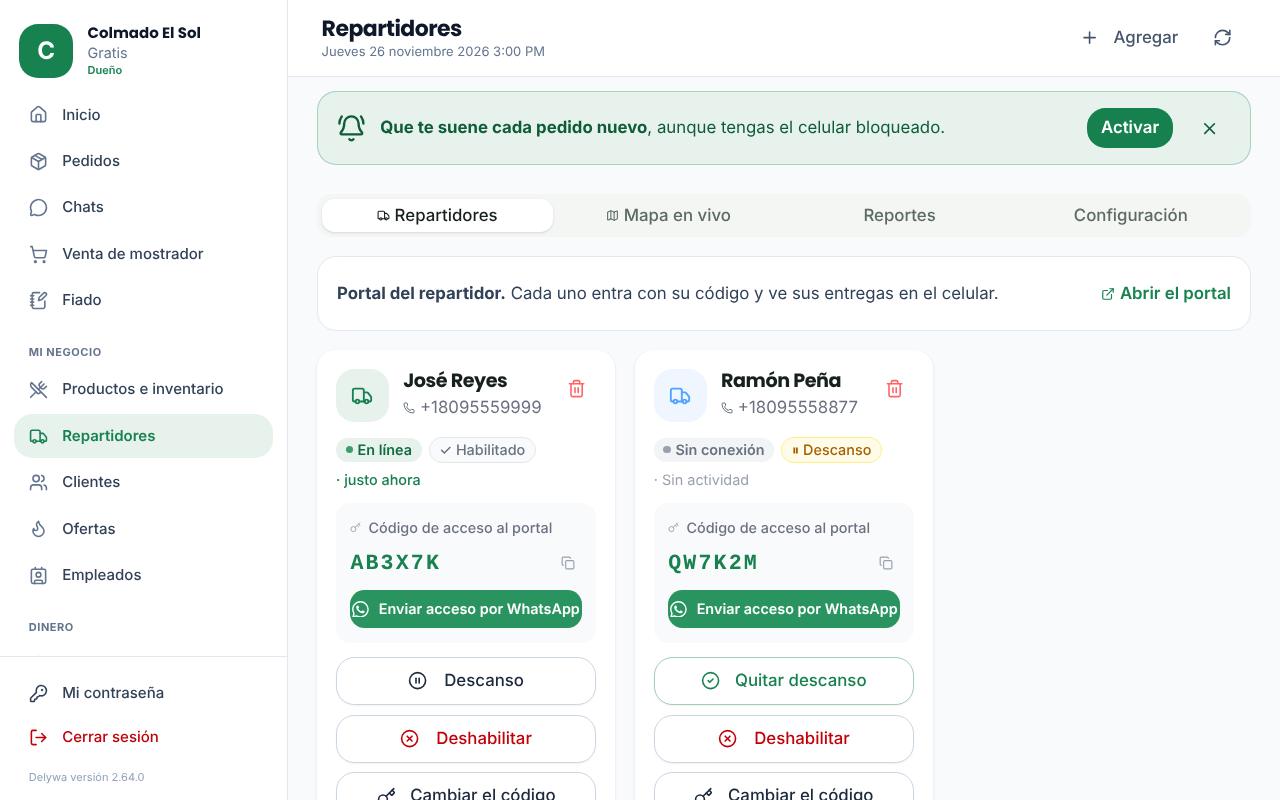 C
Colmado El Sol
Gratis
Dueño
Inicio
Pedidos
Chats
Venta de mostrador
Fiado
MI NEGOCIO
Productos e inventario
Repartidores
Clientes
Ofertas
Empleados
DINERO
Mi contraseña
Cerrar sesión
Delywa versión 2.64.0
Repartidores
Jueves 26 noviembre 2026 3:00 PM
Agregar
Que te suene cada pedido nuevo, aunque tengas el celular bloqueado.
Activar
Repartidores
Mapa en vivo
Reportes
Configuración
Portal del repartidor. Cada uno entra con su código y ve sus entregas en el celular.
Abrir el portal
José Reyes
+18095559999
En línea
Habilitado
· justo ahora
Código de acceso al portal
AB3X7K
Enviar acceso por WhatsApp
Descanso
Deshabilitar
Cambiar el código
Ramón Peña
+18095558877
Sin conexión
Descanso
· Sin actividad
Código de acceso al portal
QW7K2M
Enviar acceso por WhatsApp
Quitar descanso
Deshabilitar
Cambiar el código